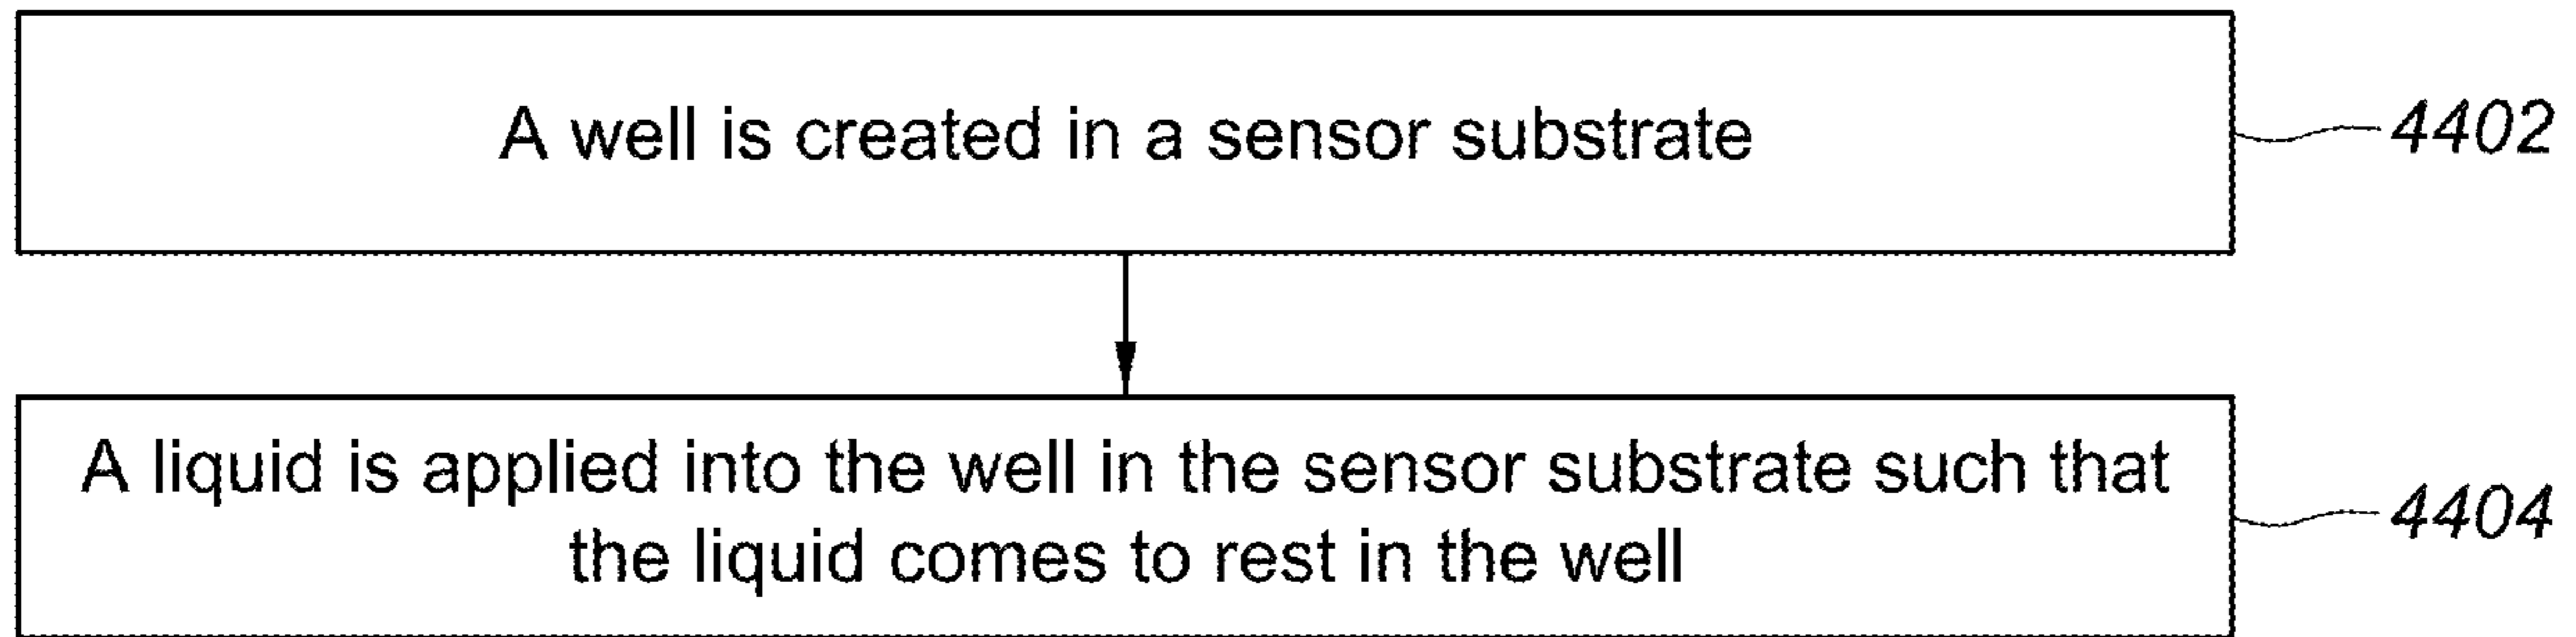 A well is created in a sensor substrate
4402
A liquid is applied into the well in the sensor substrate such that
the liquid comes to rest in the well
4404